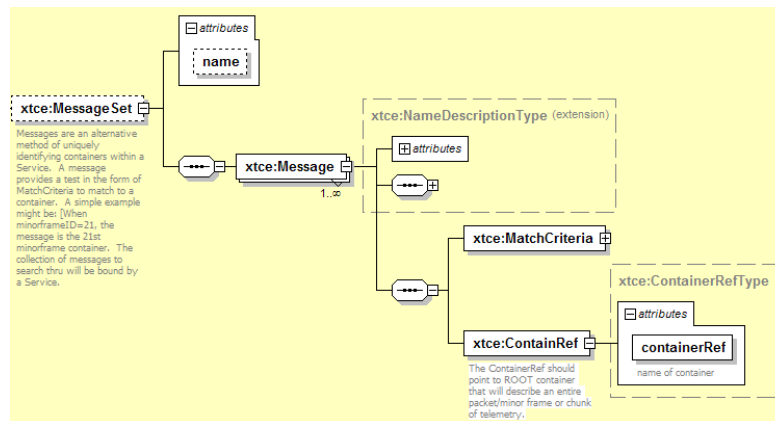 attributes
name
xtce:MessageSet
Messages are an alternative
method of uniquely
identifying containers within a
Service.  A message
provides a test in the form of
MatchCriteria to match to a
container.  A simple example
might be: [When
minorframeID=21, the
message is the 21st
minorframe container.  The
collection of messages to
search thru will be bound by
a Service.
xtce:Message
1..∞
xtce:NameDescriptionType (extension)
attributes
xtce:MatchCriteria
xtce:ContainRef
The ContainerRef should
point to ROOT container
that will describe an entire
packet/minor frame or chunk
of telemetry.
xtce:ContainerRefType
attributes
containerRef
name of container